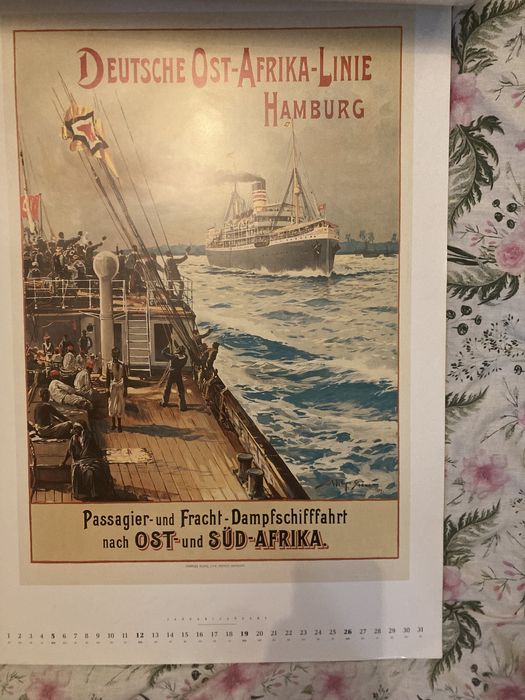 DEUTSCHE OST-AFRIKA-LINIE
HAMBURG
Passagier- und Fracht-Dampfschifffahrt
nach OST- und SÜD-AFRIKA.
JANUAR/JANUARY
1 2 3 4 5 6 7 8 9 10 11 12 13 14 15 16 17 18 19 20 21 22 23 24 25 26 27 28 29 30 31